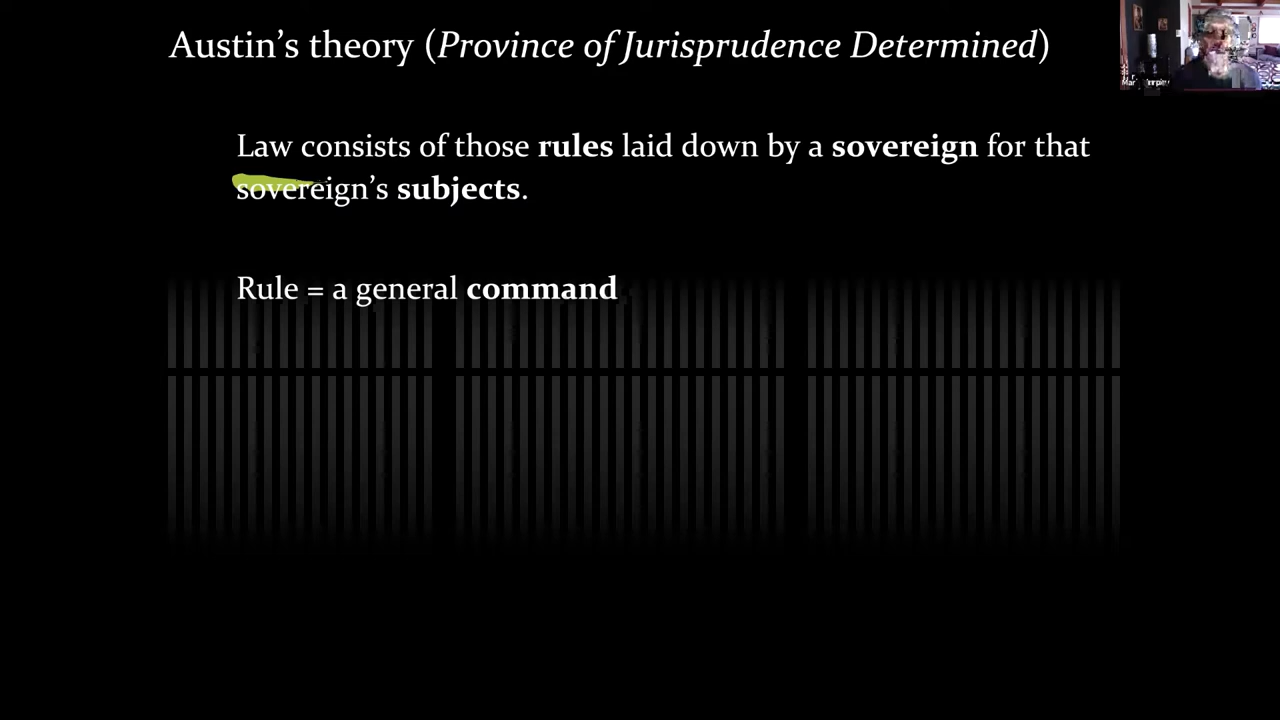 Austin's theory (Province of Jurisprudence Determined)
Law consists of those rules laid down by a sovereign for that
sovereign's subjects.
Rule = a general command